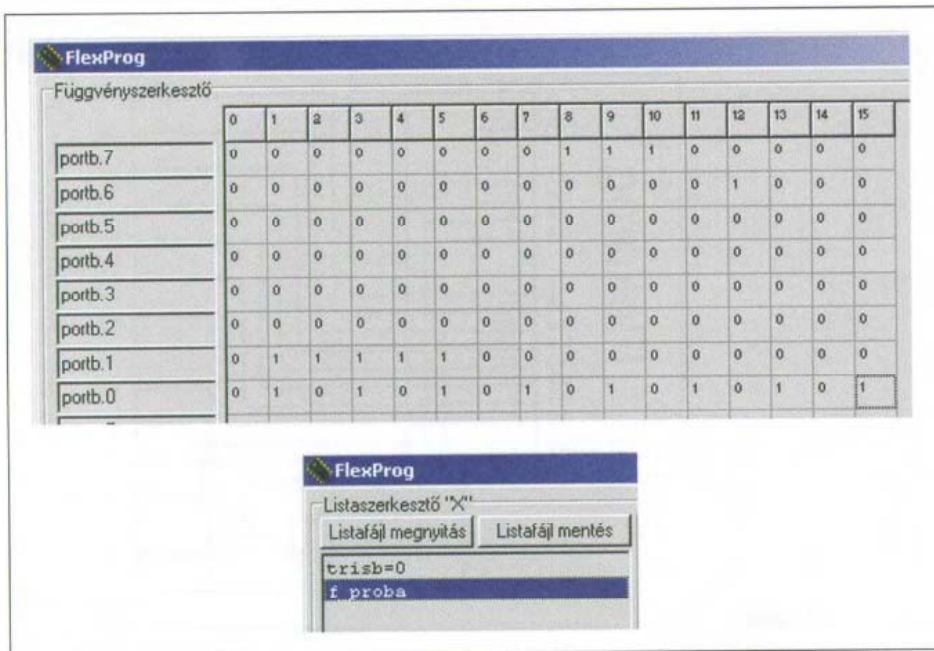 FlexProg
Függvényszerkesztő
0 1 2 3 4 5 6 7 8 9 10 11 12 13 14 15
portb.7 0 0 0 0 0 0 0 0 1 1 1 0 0 0 0 0
portb.6 0 0 0 0 0 0 0 0 0 0 0 0 1 0 0 0
portb.5 0 0 0 0 0 0 0 0 0 0 0 0 0 0 0 0
portb.4 0 0 0 0 0 0 0 0 0 0 0 0 0 0 0 0
portb.3 0 0 0 0 0 0 0 0 0 0 0 0 0 0 0 0
portb.2 0 0 0 0 0 0 0 0 0 0 0 0 0 0 0 0
portb.1 0 1 1 1 1 1 0 0 0 0 0 0 0 0 0 0
portb.0 0 1 0 1 0 1 0 1 0 1 0 1 0 1 0 1
FlexProg
Listaszerkesztő "X"
Listafájl megnyitás Listafájl mentés
trisb=0
f_proba